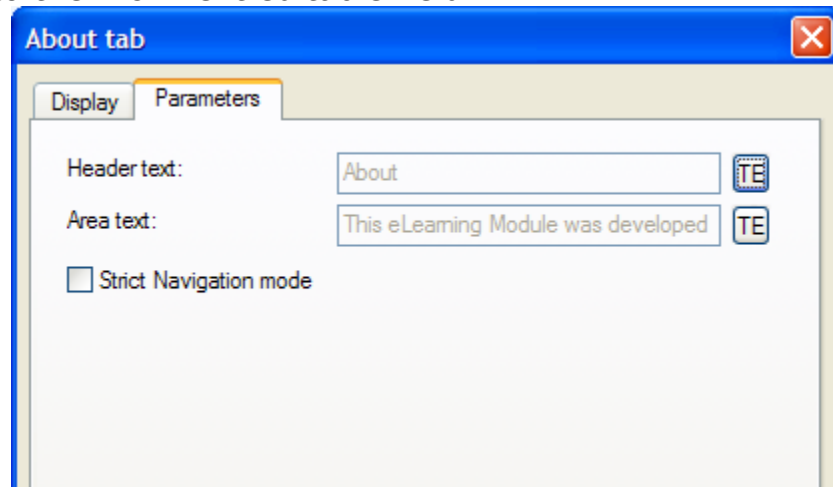 About tab
Display Parameters
Header text: About TE
Area text: This eLearning Module was developed TE
Strict Navigation mode